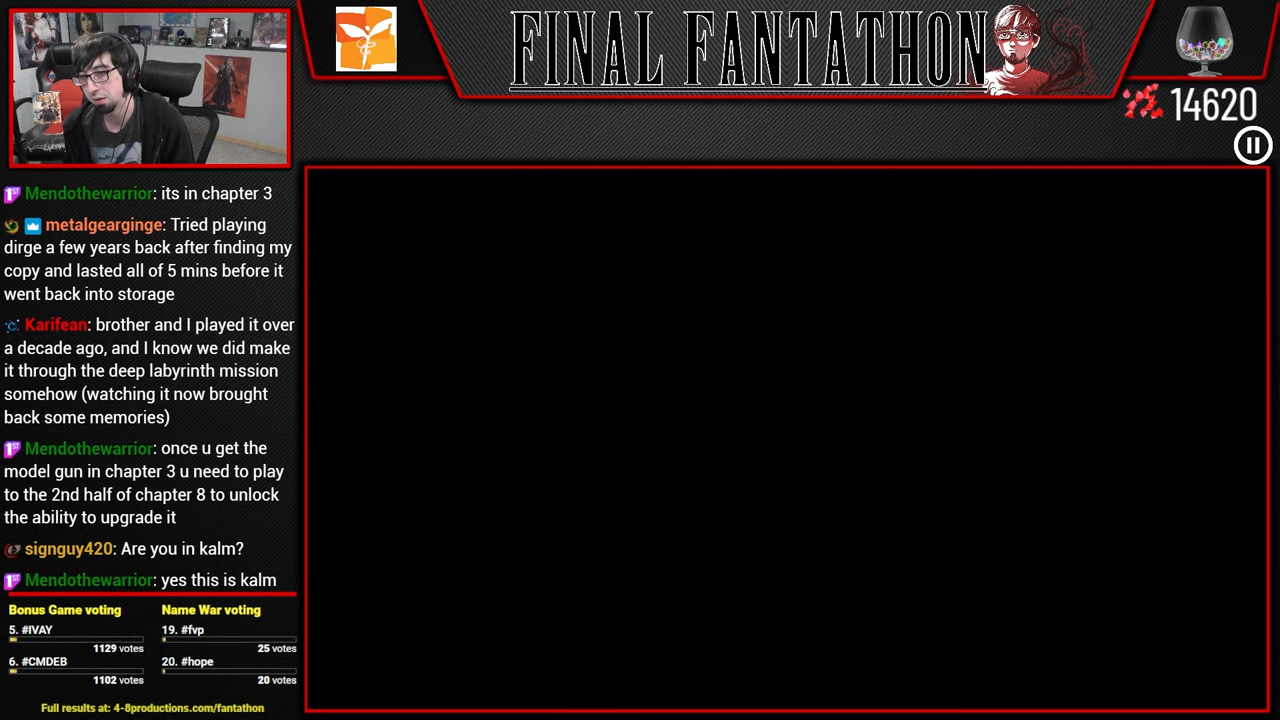 FINAL FANTATHON
14620
Mendothewarrior: its in chapter 3
metalgearginge: Tried playing
dirge a few years back after finding my
copy and lasted all of 5 mins before it
went back into storage
Karifean: brother and I played it over
a decade ago, and I know we did make
it through the deep labyrinth mission
somehow (watching it now brought
back some memories)
Mendothewarrior: once u get the
model gun in chapter 3 u need to play
to the 2nd half of chapter 8 to unlock
the ability to upgrade it
signguy420: Are you in kalm?
Mendothewarrior: yes this is kalm
Bonus Game voting
5. #IVAY
1129 votes
6. #CMDEB
1102 votes
Name War voting
19. #fvp
25 votes
20. #hope
20 votes
Full results at: 4-8productions.com/fantathon